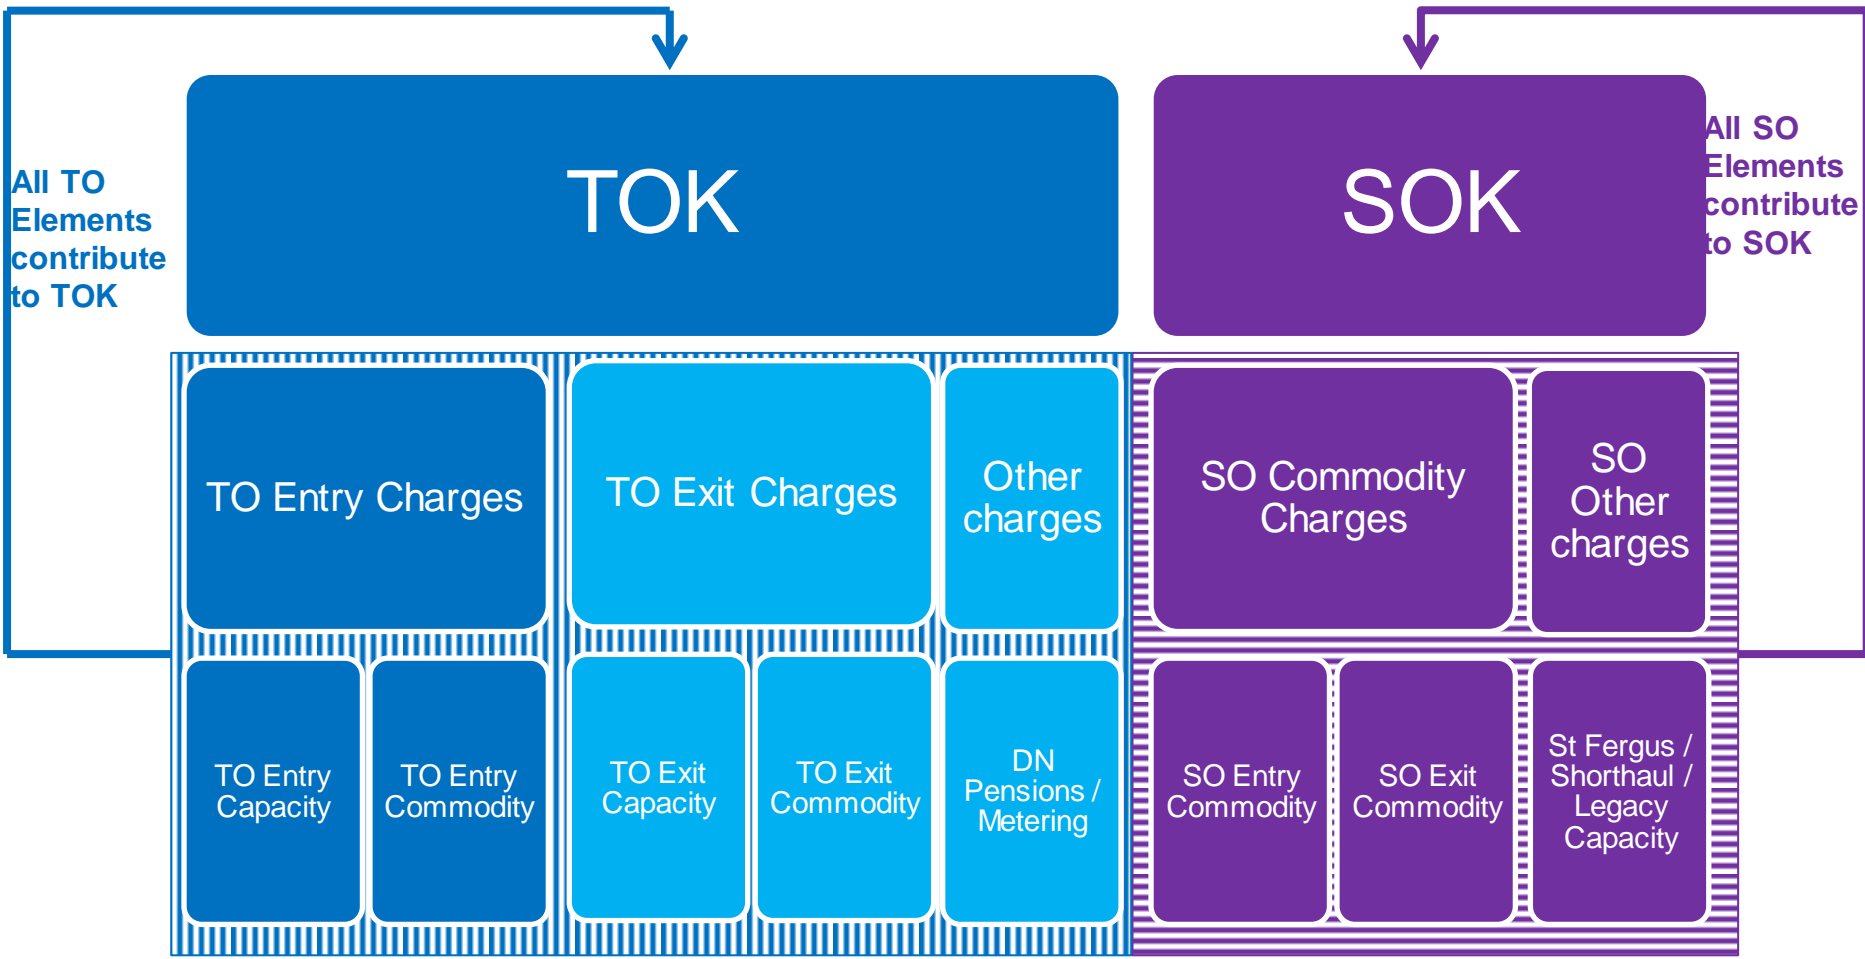 All TO
Elements
contribute
to TOK
TOK
SOK
All SO
Elements
contribute
to SOK
TO Entry Charges
TO Exit Charges
Other
charges
SO Commodity
Charges
SO
Other
charges
TO Entry
Capacity
TO Entry
Commodity
TO Exit
Capacity
TO Exit
Commodity
DN
Pensions /
Metering
SO Entry
Commodity
SO Exit
Commodity
St Fergus /
Shorthaul /
Legacy
Capacity